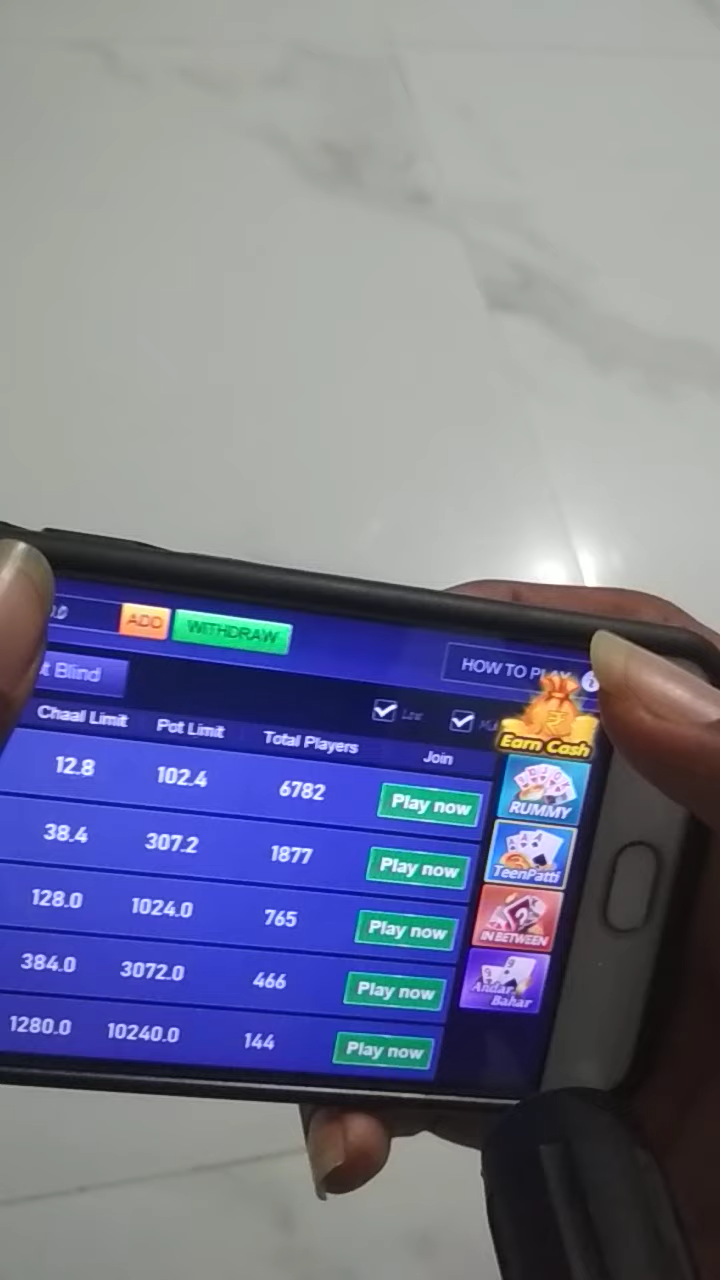 ADD WITHDRAW
HOW TO PLAY
Blind
Low
Earn Cash
Chaal Limit Pot Limit Total Players Join
12.8 102.4 6782 Play now
38.4 307.2 1877 Play now
128.0 1024.0 765 Play now
384.0 3072.0 466 Play now
1280.0 10240.0 144 Play now
RUMMY
TeenPatti
IN BETWEEN
Andar
Bahar